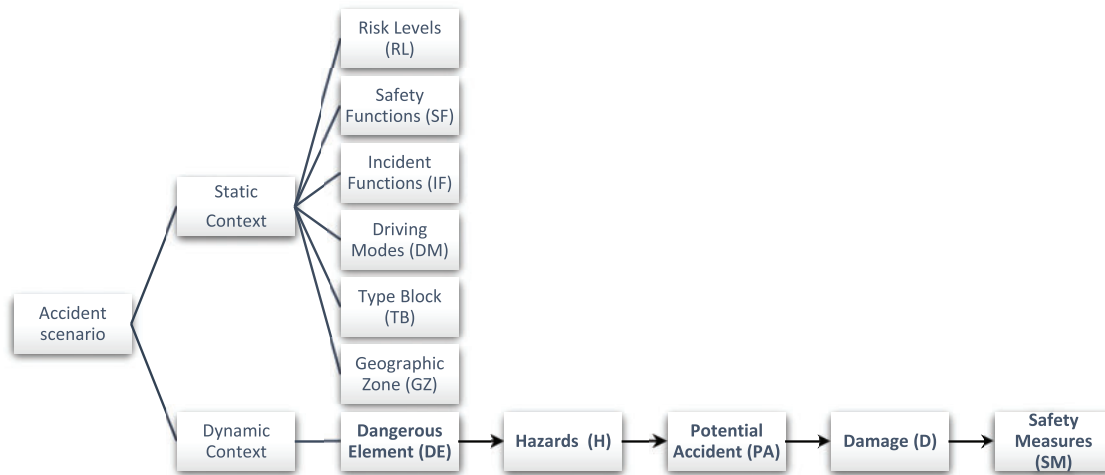 Risk Levels
(RL)
Safety
Functions (SF)
Incident
Functions (IF)
Static
Context
Driving
Modes (DM)
Type Block
(TB)
Accident
scenario
Geographic
Zone (GZ)
Dynamic
Context
Dangerous
Element (DE)
Hazards (H)
Potential
Accident (PA)
Damage (D)
Safety
Measures
(SM)